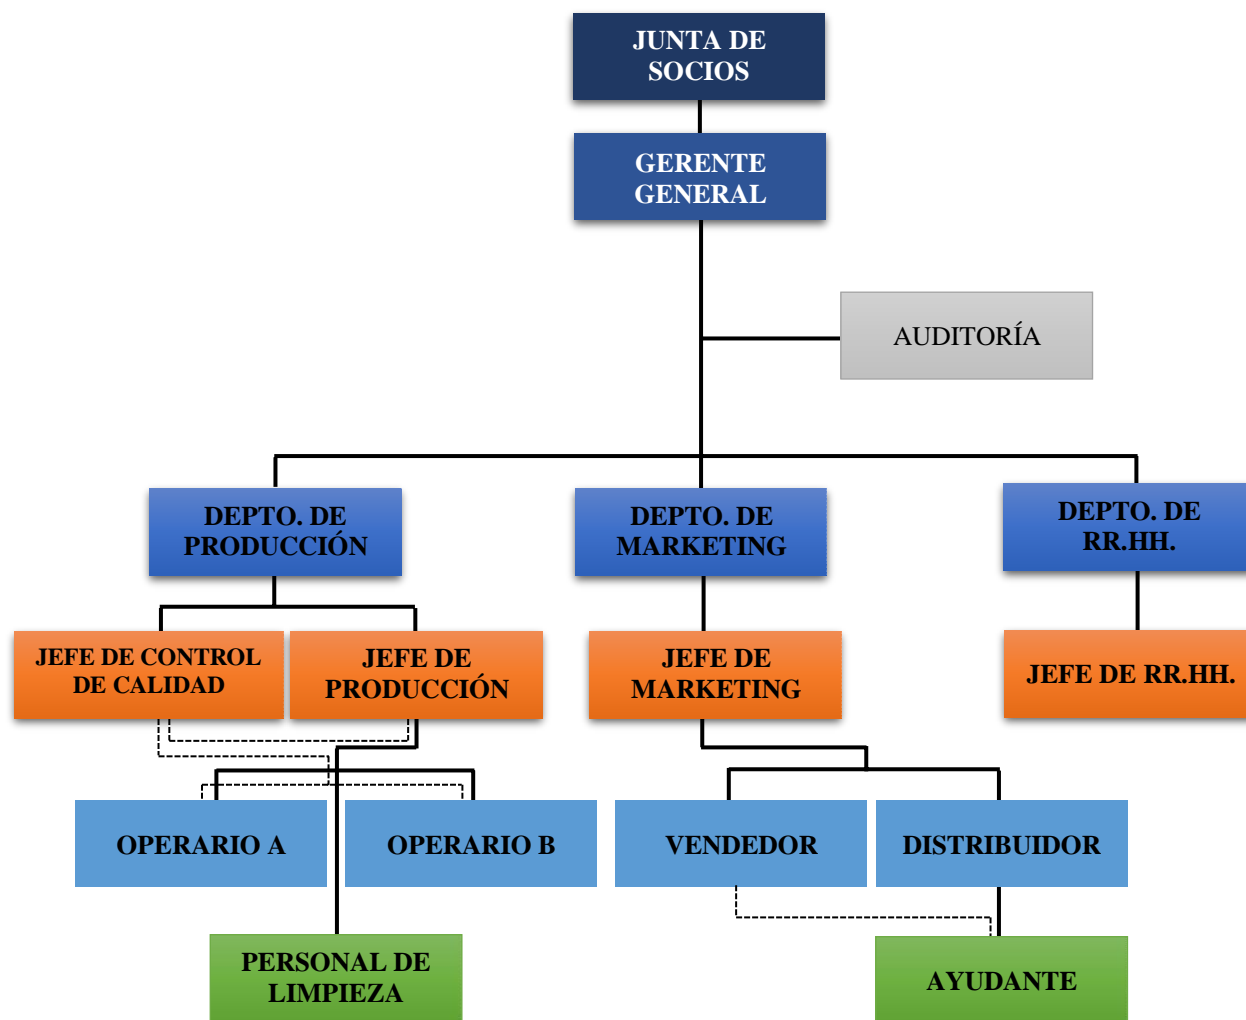 JUNTA DE
SOCIOS
GERENTE
GENERAL
AUDITORÍA
DEPTO. DE
PRODUCCIÓN
DEPTO. DE
MARKETING
DEPTO. DE
RR.HH.
JEFE DE CONTROL
DE CALIDAD
JEFE DE
PRODUCCIÓN
JEFE DE
MARKETING
JEFE DE RR.HH.
OPERARIO A
OPERARIO B
VENDEDOR
DISTRIBUIDOR
PERSONAL DE
LIMPIEZA
AYUDANTE